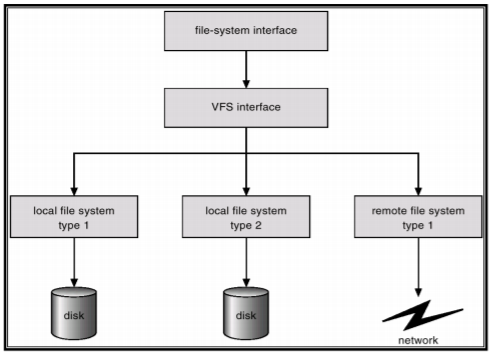 file-system interface
VFS interface
local file system
type 1
local file system
type 2
remote file system
type 1
disk
disk
network